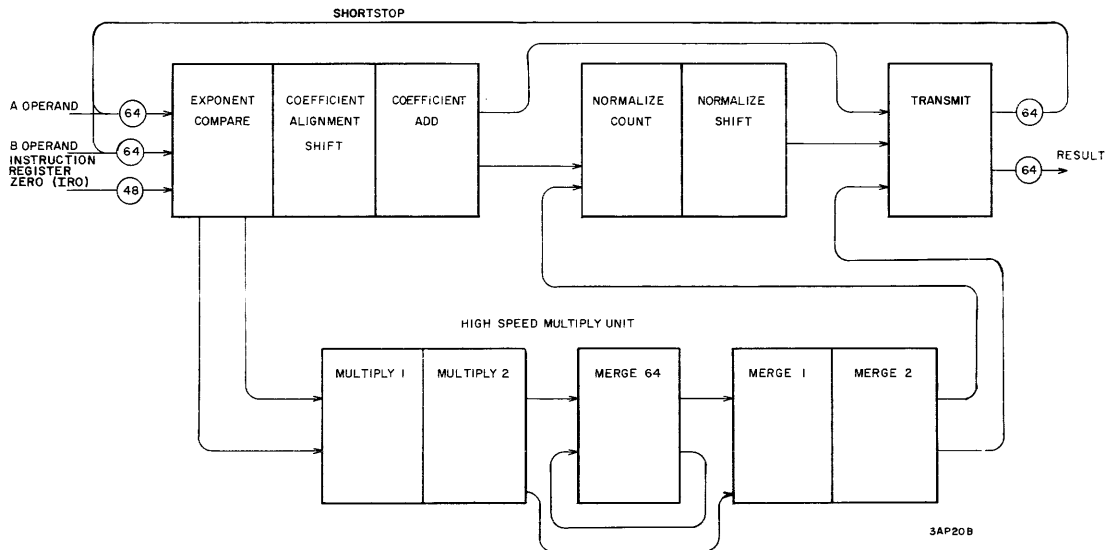 SHORTSTOP
A OPERAND
64
B OPERAND
64
INSTRUCTION
REGISTER
ZERO (IRO)
48
EXPONENT
COMPARE
COEFFICIENT
ALIGNMENT
SHIFT
COEFFICIENT
ADD
NORMALIZE
COUNT
NORMALIZE
SHIFT
TRANSMIT
64
64
RESULT
HIGH SPEED MULTIPLY UNIT
MULTIPLY 1
MULTIPLY 2
MERGE 64
MERGE 1
MERGE 2
3AP20B